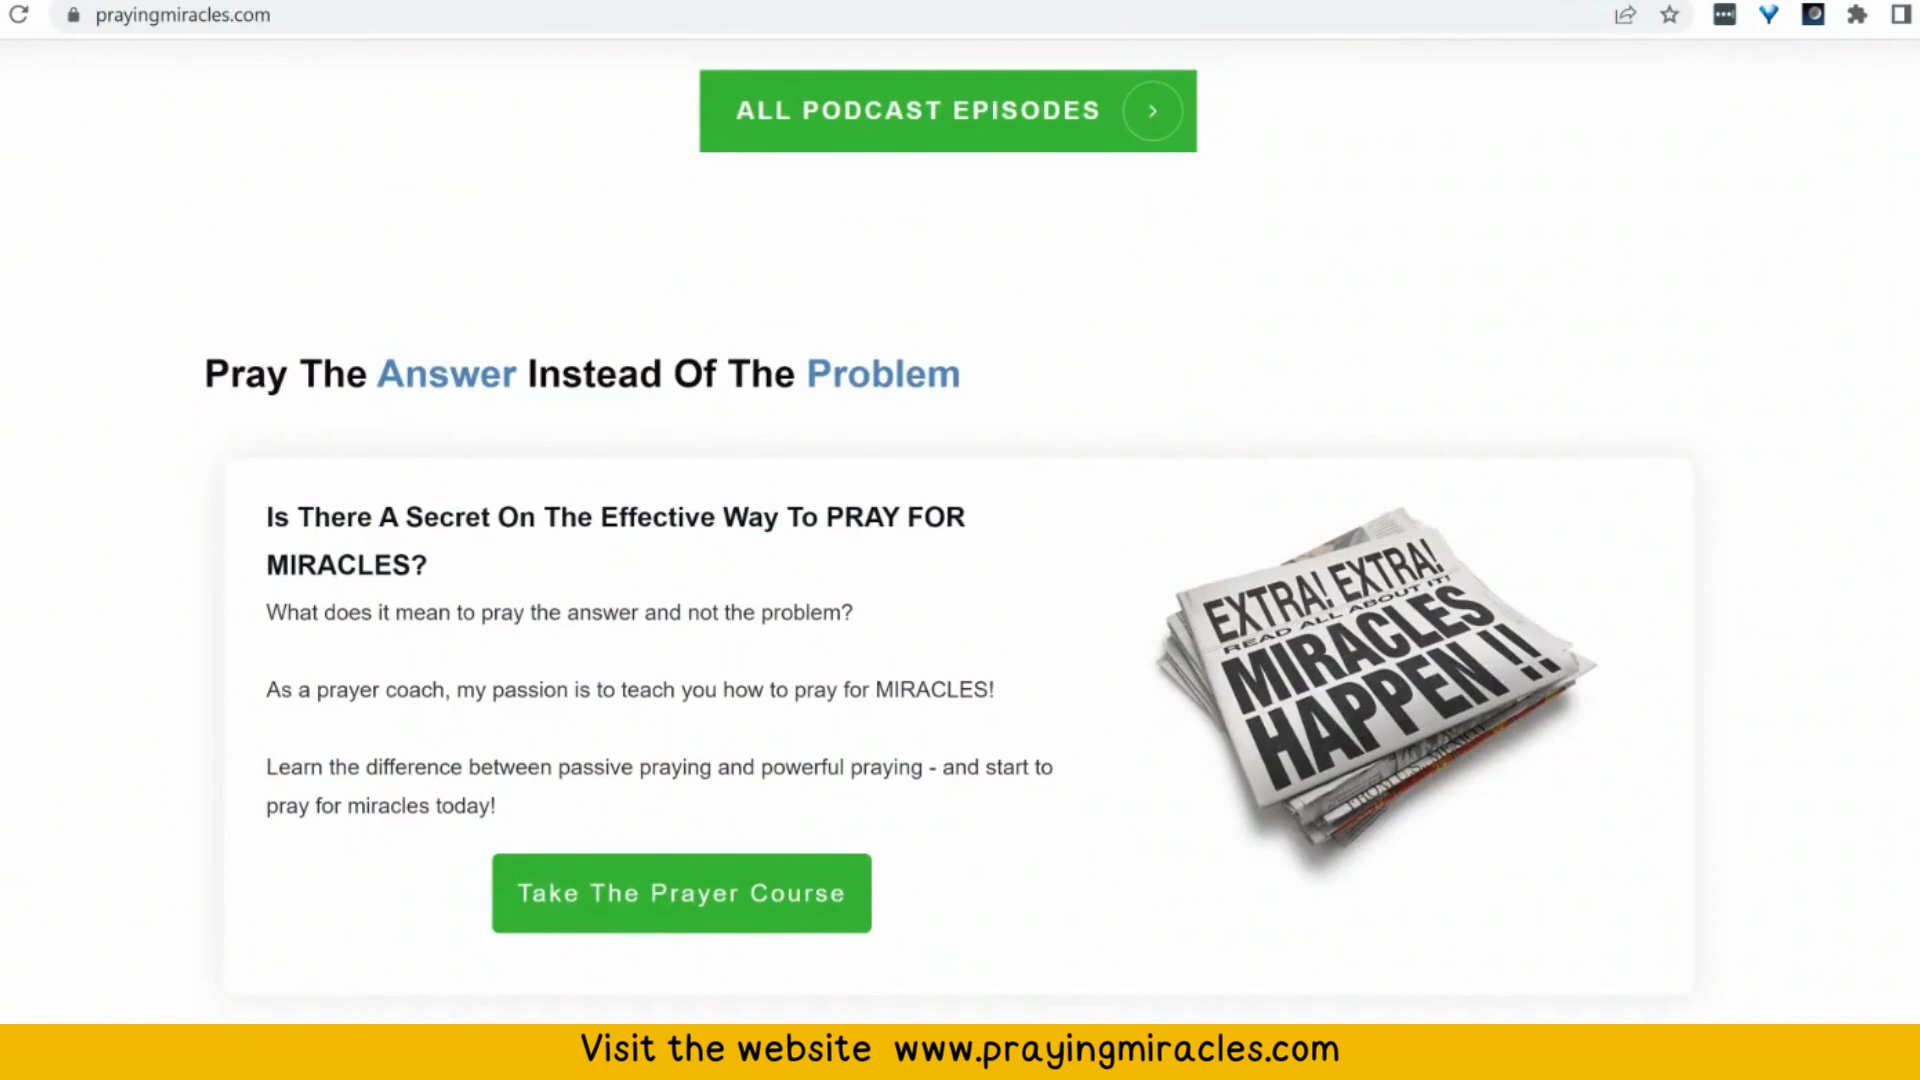 prayingmiracles.com
ALL PODCAST EPISODES
Pray The Answer Instead Of The Problem
Is There A Secret On The Effective Way To PRAY FOR
MIRACLES?
What does it mean to pray the answer and not the problem?
As a prayer coach, my passion is to teach you how to pray for MIRACLES!
Learn the difference between passive praying and powerful praying - and start to
pray for miracles today!
Take The Prayer Course
EXTRA! EXTRA!
READ ALL ABOUT IT!
MIRACLES
HAPPEN !!
Visit the website www.prayingmiracles.com